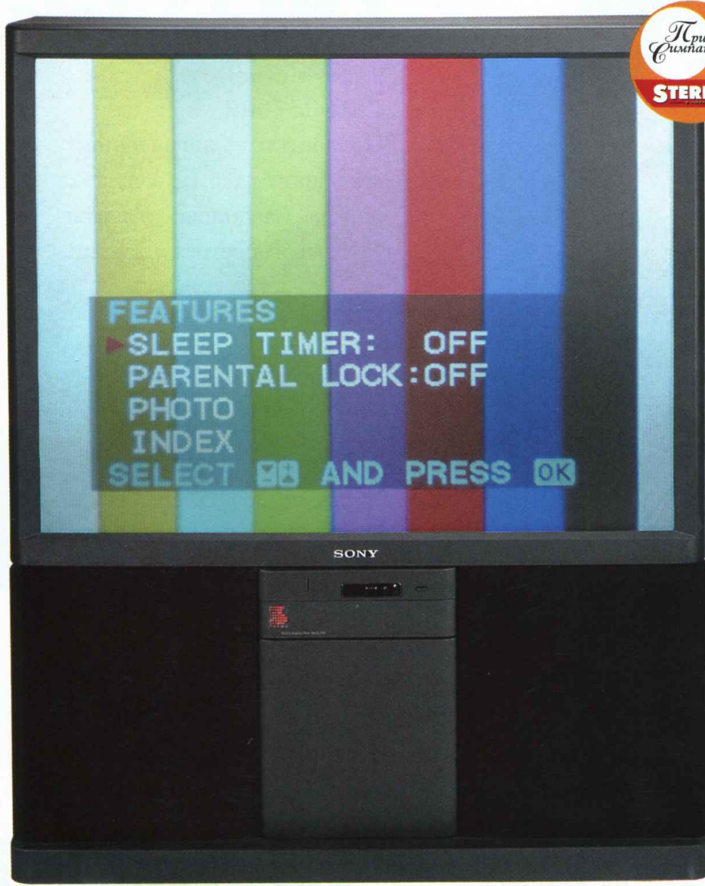 STERE
FEATURES
SLEEP TIMER: OFF
PARENTAL LOCK:OFF
PHOTO
INDEX
SELECT AND PRESS OK
SONY